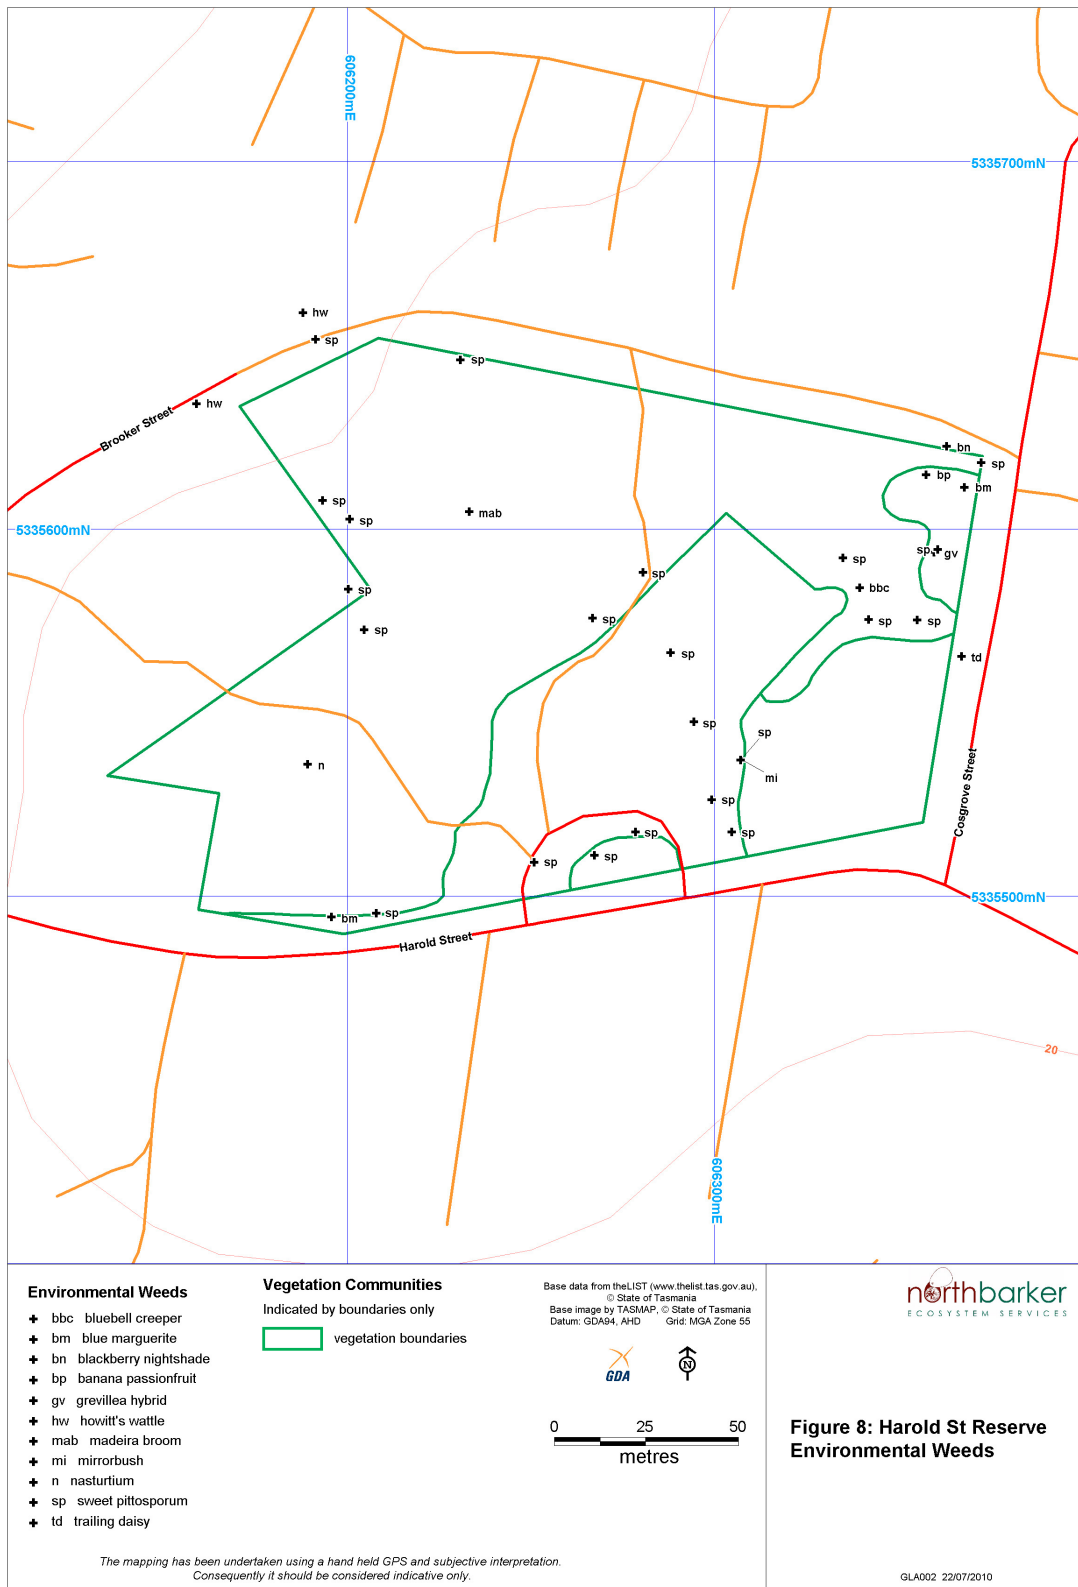 606200mE
5335700mN
hw
sp
sp
hw
Brooker Street
bn
sp
bp
bm
sp
sp
mab
5335600mN
sp
gv
sp
sp
bbc
sp
sp
sp
sp
sp
sp
td
sp
sp
n
mi
sp
Cosgrove Street
sp
sp
sp
sp
5335500mN
bm
sp
Harold Street
20
606300mE
Environmental Weeds
bbc bluebell creeper
bm blue marguerite
bn blackberry nightshade
bp banana passionfruit
gv grevillea hybrid
hw howitt's wattle
mab madeira broom
mi mirrorbush
n nasturtium
sp sweet pittosporum
td trailing daisy
Vegetation Communities
Indicated by boundaries only
vegetation boundaries
Base data from theLIST (www.thelist.tas.gov.au),
© State of Tasmania
Base image by TASMAP, © State of Tasmania
Datum: GDA94, AHD Grid: MGA Zone 55
GDA
N
0 25 50
metres
The mapping has been undertaken using a hand held GPS and subjective interpretation.
Consequently it should be considered indicative only.
northbarker
ECOSYSTEM SERVICES
Figure 8: Harold St Reserve
Environmental Weeds
GLA002 22/07/2010